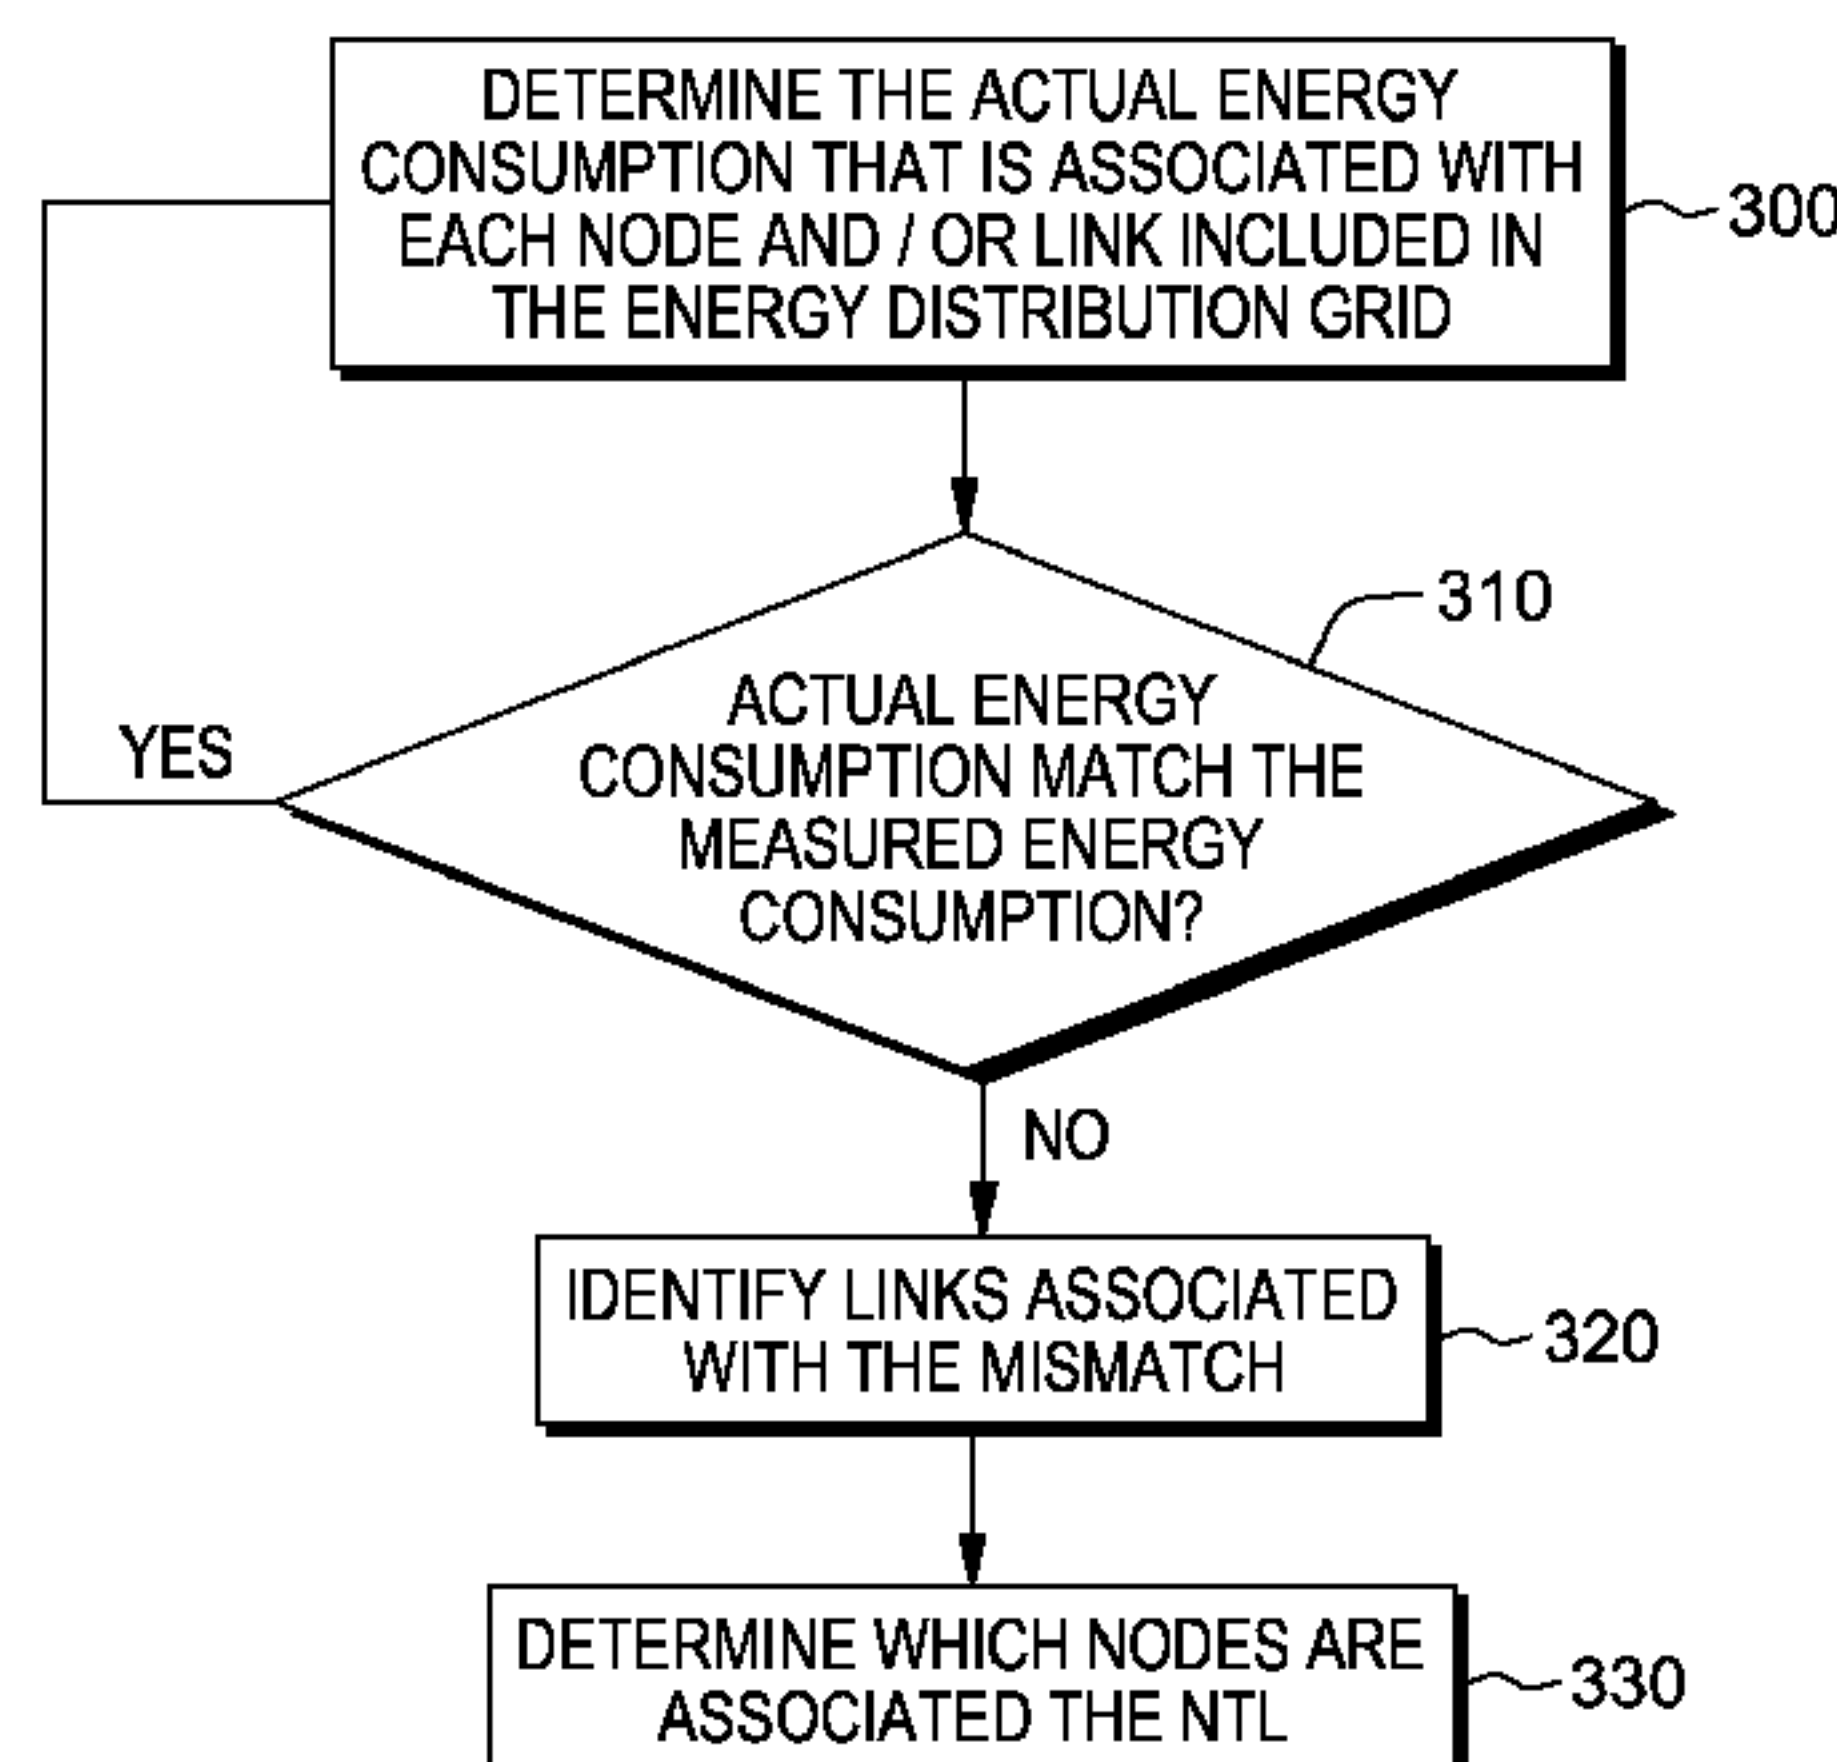 DETERMINE THE ACTUAL ENERGY
CONSUMPTION THAT IS ASSOCIATED WITH
EACH NODE AND / OR LINK INCLUDED IN
THE ENERGY DISTRIBUTION GRID
300
310
ACTUAL ENERGY
CONSUMPTION MATCH THE
MEASURED ENERGY
CONSUMPTION?
YES
NO
IDENTIFY LINKS ASSOCIATED
WITH THE MISMATCH
320
DETERMINE WHICH NODES ARE
ASSOCIATED THE NTL
330